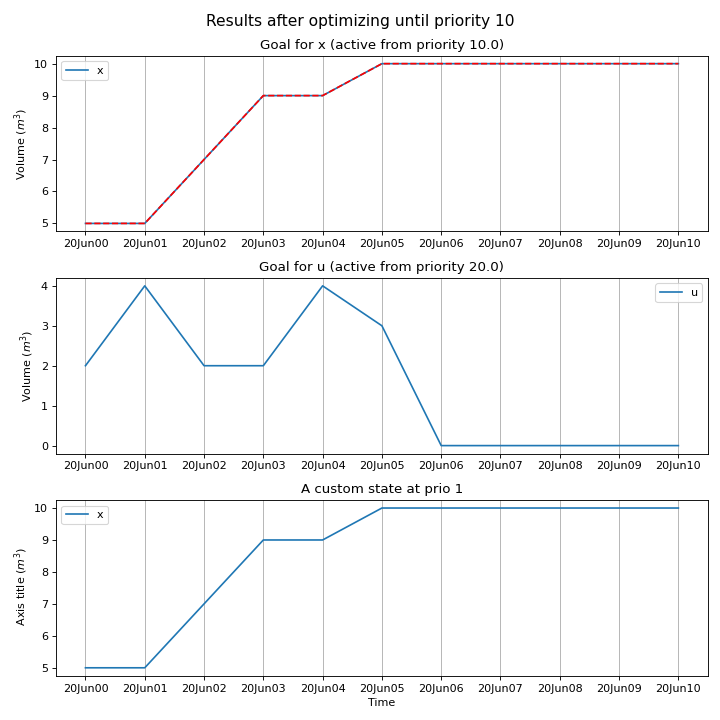 Results after optimizing until priority 10
Goal for x (active from priority 10.0)
x
Volume (m³)
10
9
8
7
6
5
20Jun00 20Jun01 20Jun02 20Jun03 20Jun04 20Jun05 20Jun06 20Jun07 20Jun08 20Jun09 20Jun10
Goal for u (active from priority 20.0)
u
Volume (m³)
4
3
2
1
0
20Jun00 20Jun01 20Jun02 20Jun03 20Jun04 20Jun05 20Jun06 20Jun07 20Jun08 20Jun09 20Jun10
A custom state at prio 1
x
Axis title (m³)
10
9
8
7
6
5
20Jun00 20Jun01 20Jun02 20Jun03 20Jun04 20Jun05 20Jun06 20Jun07 20Jun08 20Jun09 20Jun10
Time